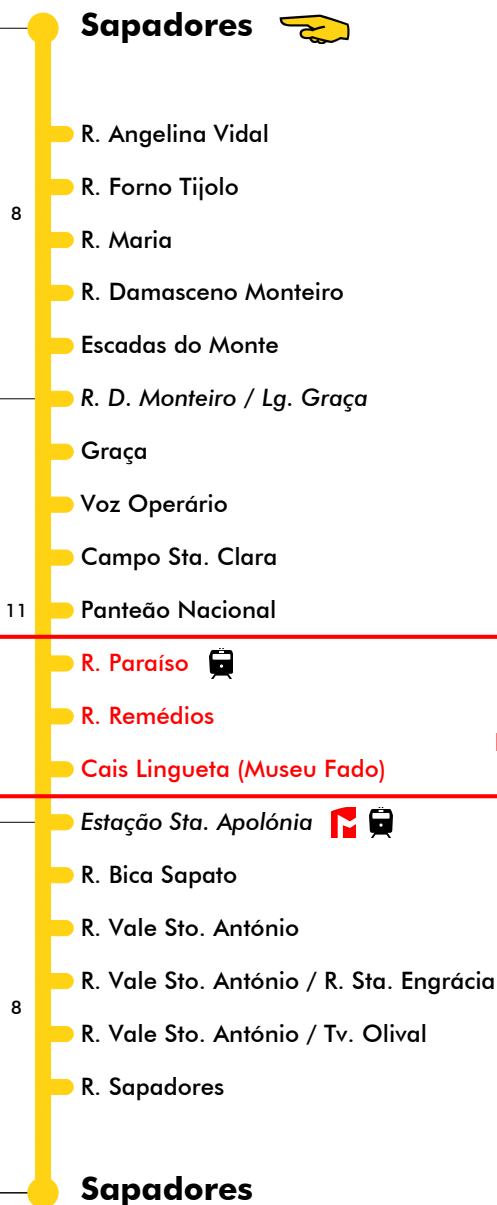 Sapadores
R. Angelina Vidal
R. Forno Tijolo
8
R. Maria
R. Damasceno Monteiro
Escadas do Monte
R. D. Monteiro / Lg. Graça
Graça
Voz Operário
Campo Sta. Clara
11 Panteão Nacional
R. Paraíso
R. Remédios
Cais Lingueta (Museu Fado)
Estação Sta. Apolónia
R. Bica Sapato
R. Vale Sto. António
R. Vale Sto. António / R. Sta. Engrácia
8
R. Vale Sto. António / Tv. Olival
R. Sapadores
Sapadores